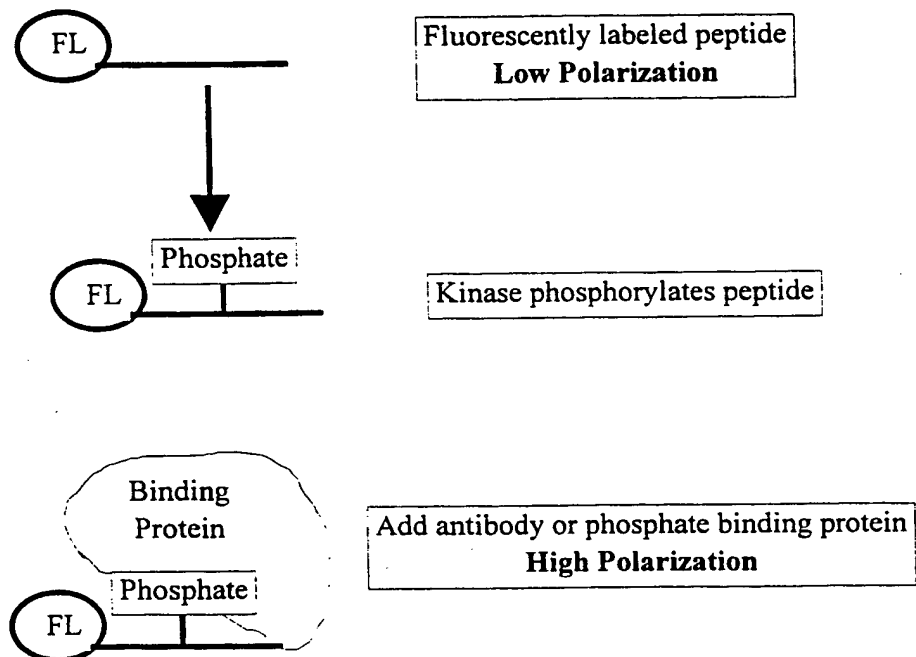 FL
Fluorescently labeled peptide
Low Polarization
Phosphate
FL
Kinase phosphorylates peptide
Binding
Protein
Add antibody or phosphate binding protein
High Polarization
Phosphate
FL